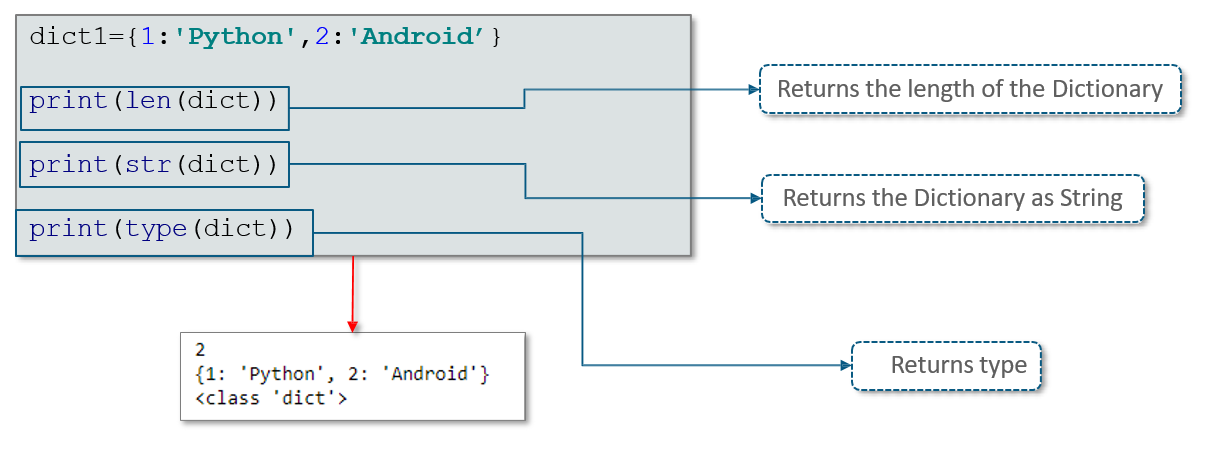 dict1={1:'Python',2:'Android’}
print(len(dict))
Returns the length of the Dictionary
print(str(dict))
Returns the Dictionary as String
print(type(dict))
Returns type
2
{1: 'Python', 2: 'Android'}
<class 'dict'>